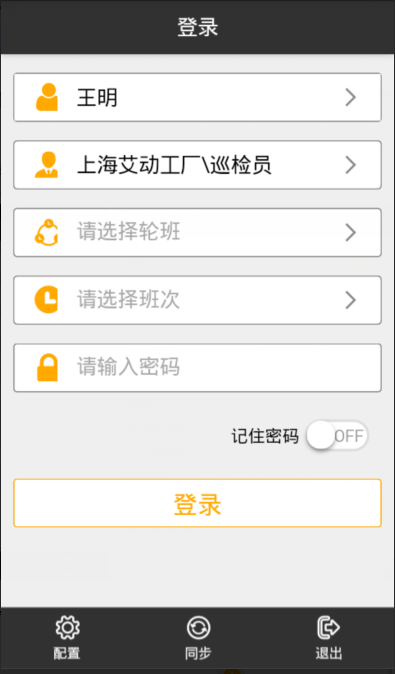 登录
王明
上海艾动工厂\巡检员
请选择轮班
请选择班次
请输入密码
记住密码 OFF
登录
配置 同步 退出